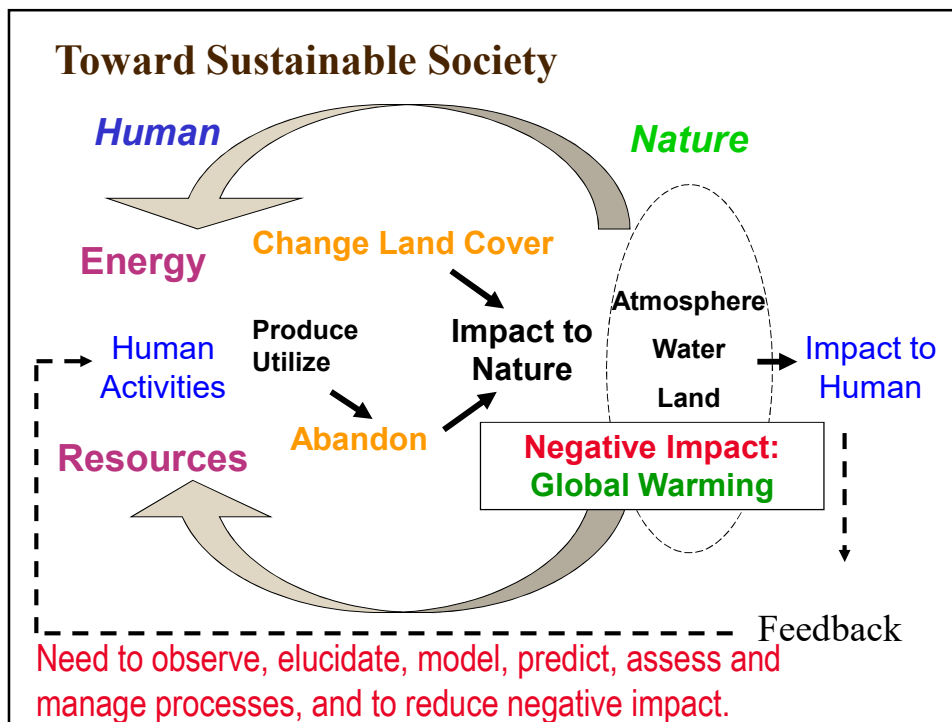 Toward Sustainable Society
Human
Nature
Energy
Change Land Cover
Atmosphere
Water
Land
Produce
Utilize
Impact to
Nature
Human
Activities
Impact to
Human
Abandon
Resources
Negative Impact:
Global Warming
Feedback
Need to observe, elucidate, model, predict, assess and
manage processes, and to reduce negative impact.